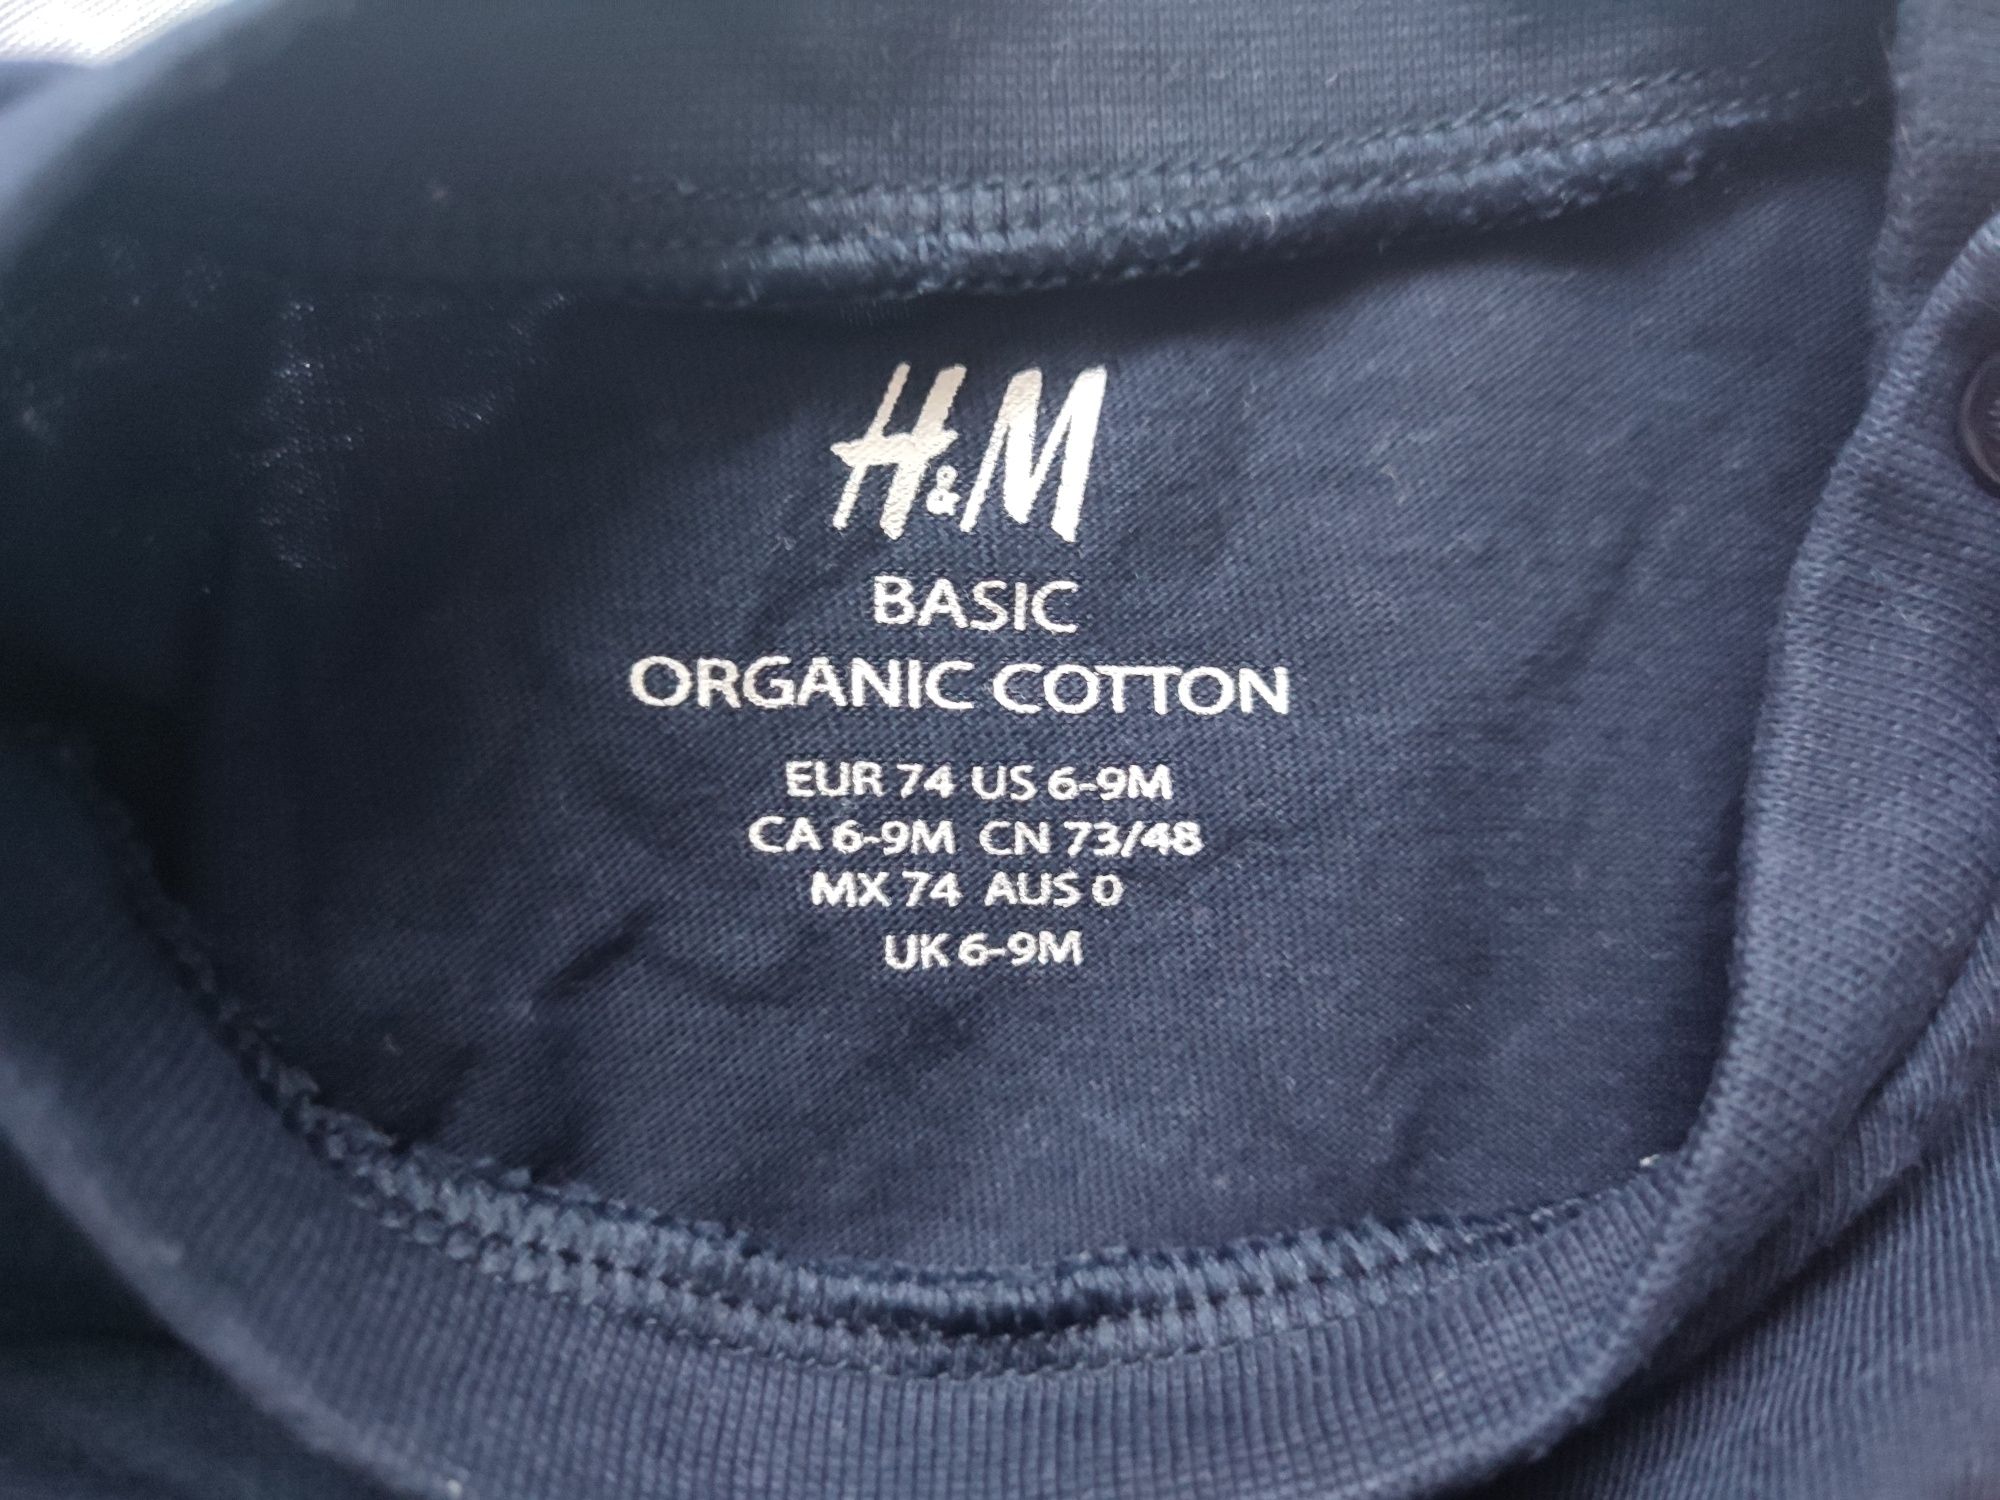 H&M
BASIC
ORGANIC COTTON
EUR 74 US 6-9M
CA 6-9M CN 73/48
MX 74 AUS 0
UK 6-9M